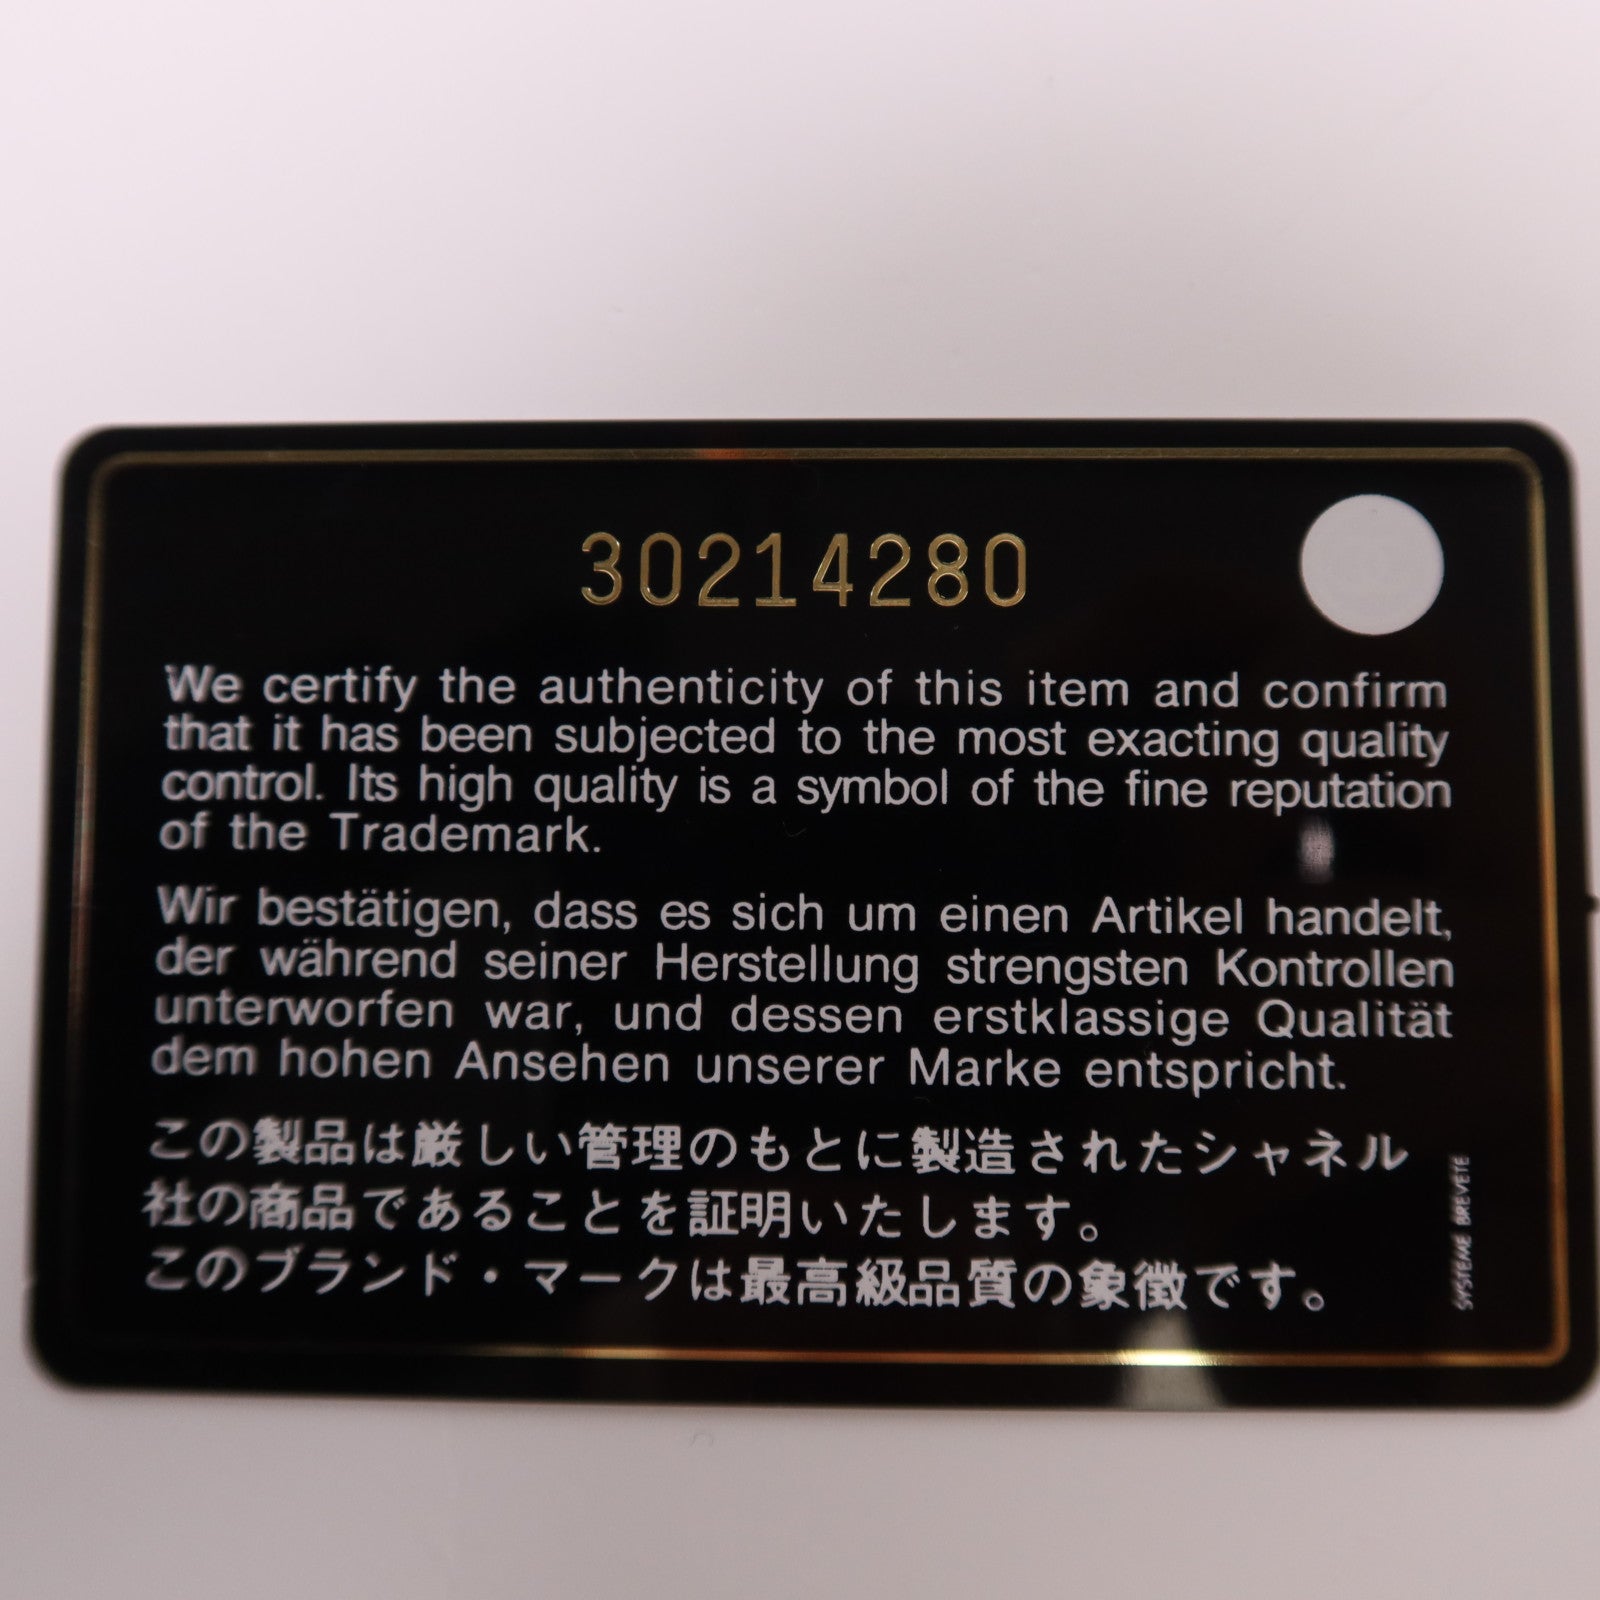 30214280
We certify the authenticity of this item and confirm
that it has been subjected to the most exacting quality
control. Its high quality is a symbol of the fine reputation
of the Trademark.
Wir bestätigen, dass es sich um einen Artikel handelt,
der während seiner Herstellung strengsten Kontrollen
unterworfen war, und dessen erstklassige Qualität
dem hohen Ansehen unserer Marke entspricht.
この製品は厳しい管理のもとに製造されたシャネル
社の商品であることを証明いたします。
このブランド・マークは最高級品質の象徴です。
SYSTEME BREVETE